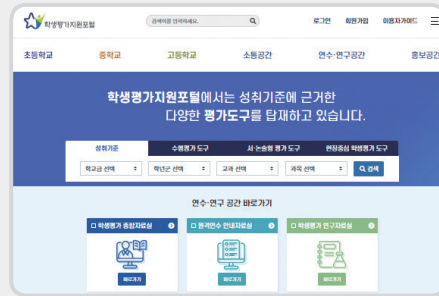 학생평가지원포털
검색어를 입력하세요.
로그인 회원가입 이용자가이드
초등학교 중학교 고등학교 소통공간 연수·연구공간 홍보공간
학생평가지원포털에서는 성취기준에 근거한
다양한 평가도구를 탑재하고 있습니다.
성취기준 수행평가 도구 서·논술형 평가 도구 현장중심 학생평가 도구
학교급 선택 학년군 선택 교과 선택 과목 선택 검색
연수·연구 공간 바로가기
학생평가 종합자료실 원격연수 안내자료실 학생평가 연구자료실
바로가기 바로가기 바로가기